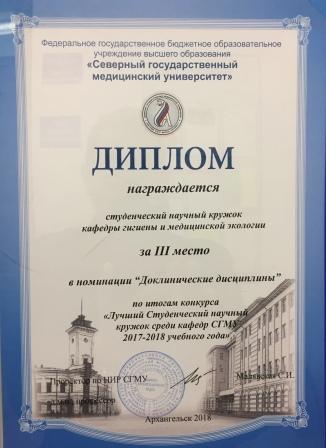 Федеральное государственное бюджетное образовательное
учреждение высшего образования
«Северный государственный
медицинский университет»
ДИПЛОМ
награждается
студенческий научный кружок
кафедры гигиены и медицинской экологии
за III место
в номинации “Доклинические дисциплины”
по итогам конкурса
«Лучший Студенческий научный
кружок среди кафедр СГМУ
2017-2018 учебного года»
Проректор по НИР СГМУ
Малявская С.И.
профессор
Архангельск 2018